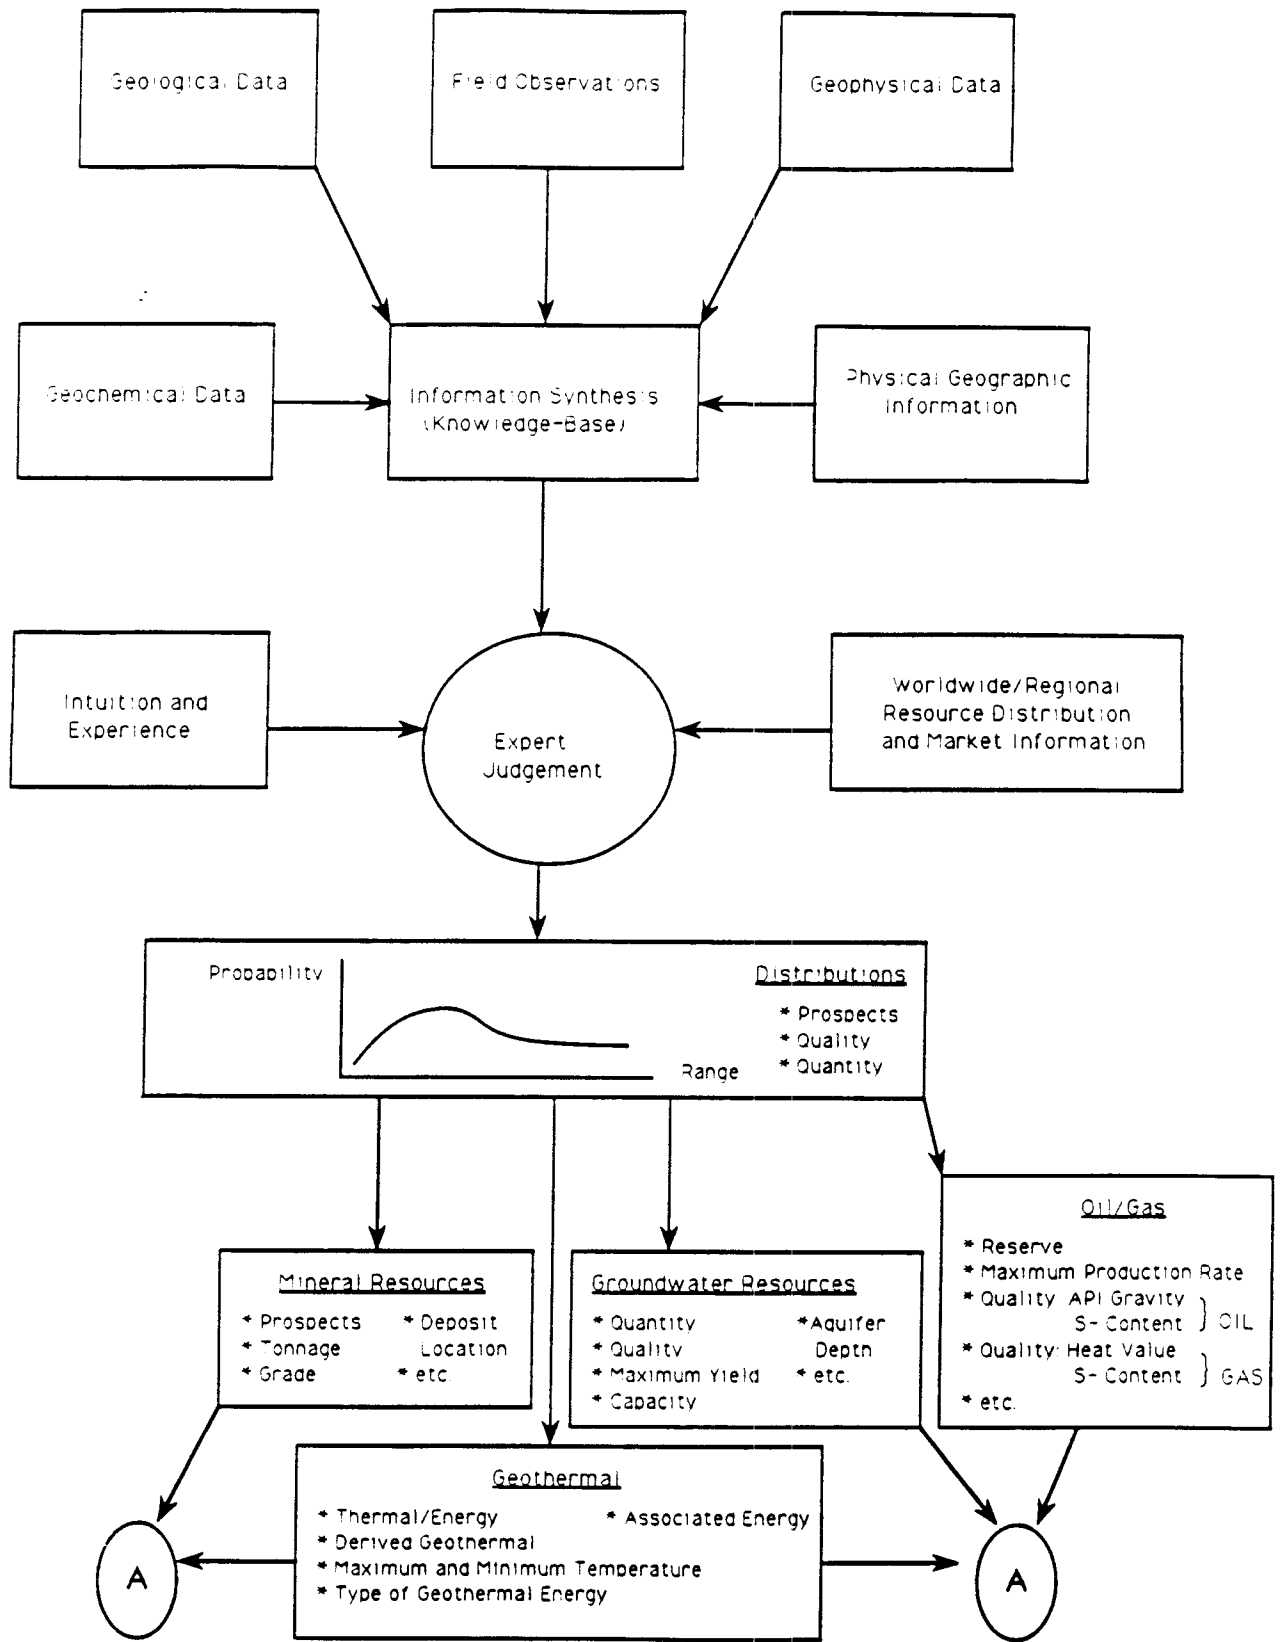 Geological Data
Field Observations
Geophysical Data
Geochemical Data
Information Synthesis
(Knowledge-Base)
Physical Geographic
Information
Intuition and
Experience
Expert
Judgement
Worldwide/Regional
Resource Distribution
and Market Information
Probability
Range
Distributions
* Prospects
* Quality
* Quantity
Mineral Resources
* Prospects
* Tonnage
* Grade
* Deposit
Location
* etc.
Groundwater Resources
* Quantity
* Quality
* Maximum Yield
* Capacity
*Aquifer
Depth
* etc.
Oil/Gas
* Reserve
* Maximum Production Rate
* Quality API Gravity
S- Content } OIL
* Quality: Heat Value
S- Content } GAS
* etc.
Geothermal
* Thermal/Energy
* Derived Geothermal
* Maximum and Minimum Temperature
* Type of Geothermal Energy
* Associated Energy
A
A